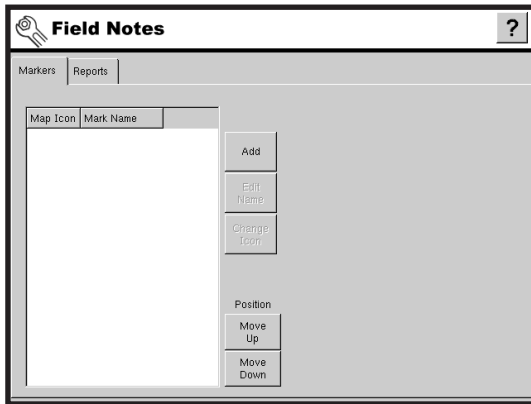 Field Notes
?
Markers
Reports
Map Icon
Mark Name
Add
Edit
Name
Change
Icon
Position
Move
Up
Move
Down